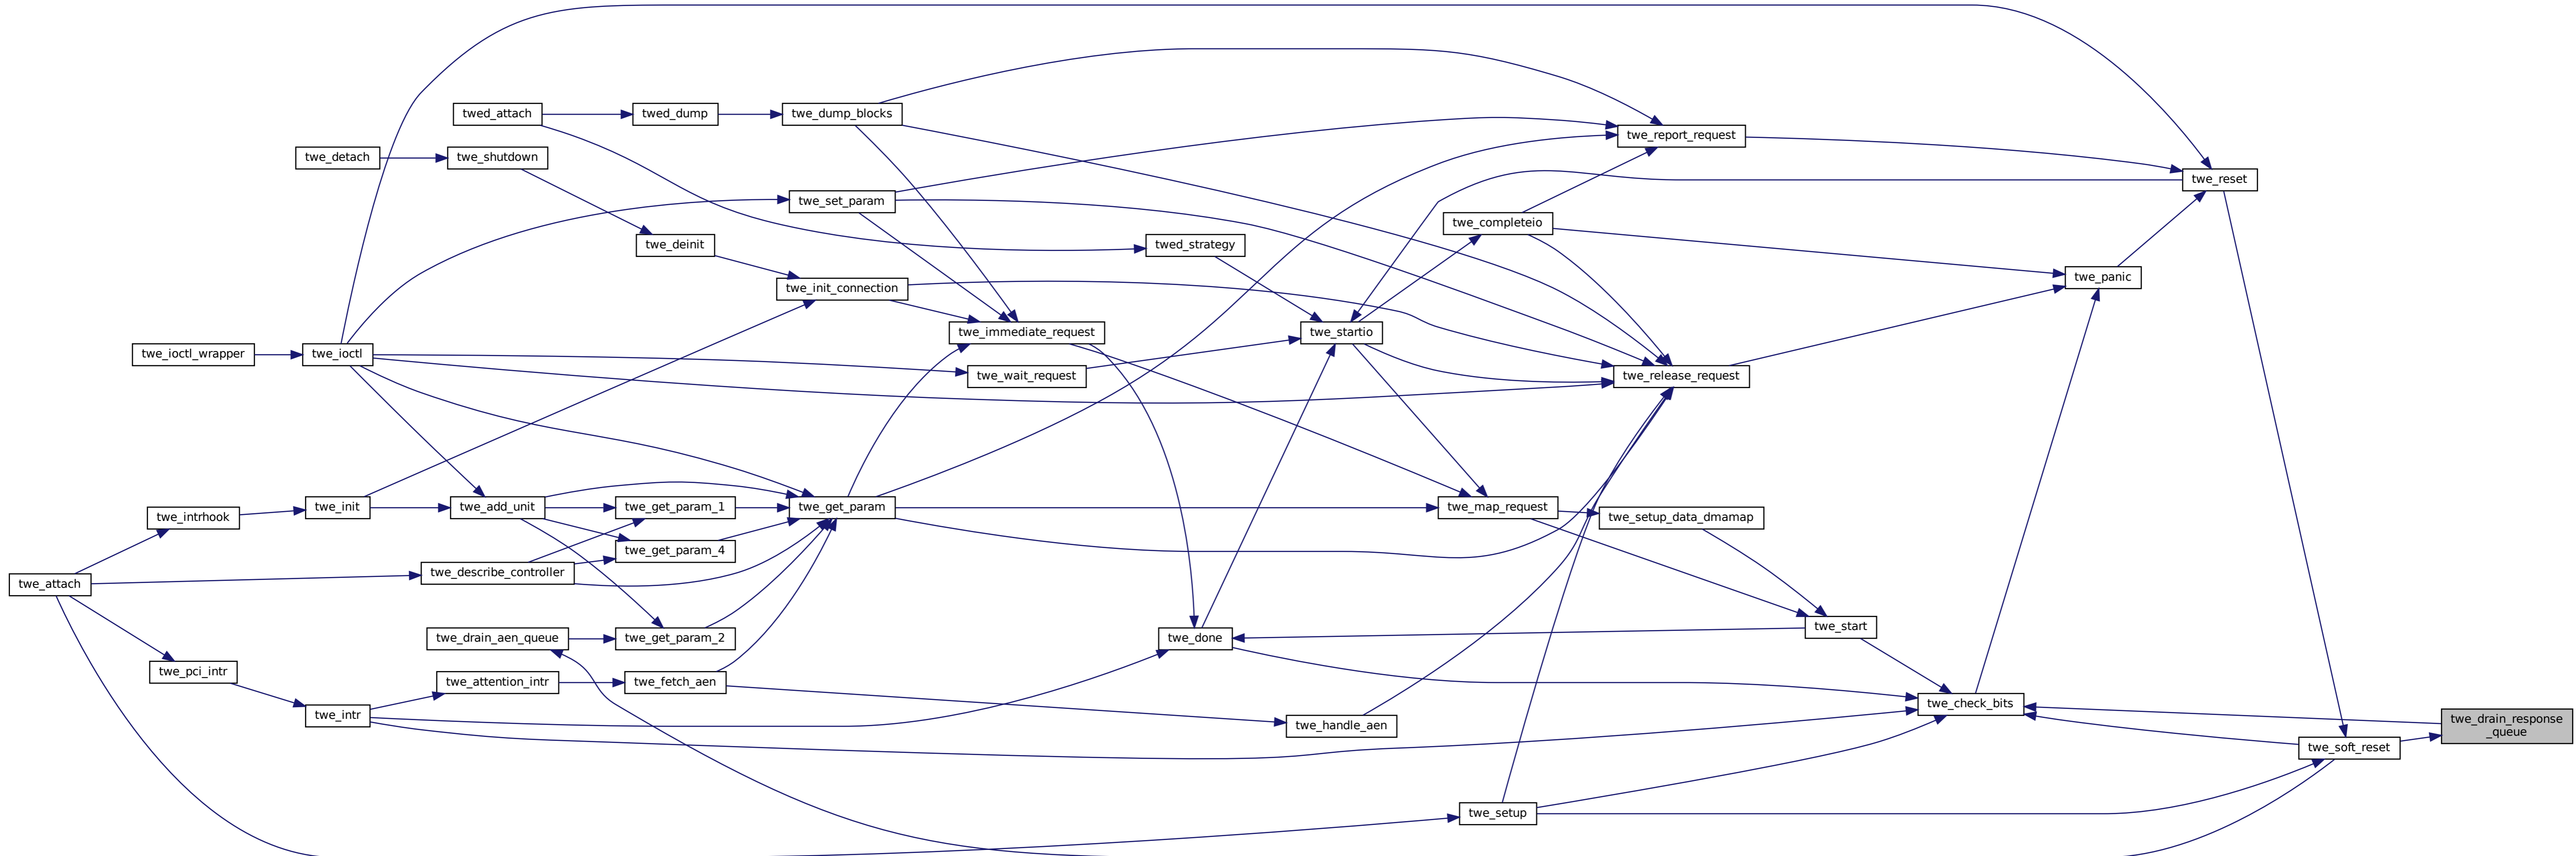 twed_attach
twed_dump
twe_dump_blocks
twe_report_request
twe_detach
twe_shutdown
twe_reset
twe_set_param
twe_completeio
twe_deinit
twed_strategy
twe_panic
twe_init_connection
twe_immediate_request
twe_startio
twe_ioctl_wrapper
twe_ioctl
twe_wait_request
twe_release_request
twe_intrhook
twe_init
twe_add_unit
twe_get_param_1
twe_get_param
twe_map_request
twe_setup_data_dmamap
twe_get_param_4
twe_attach
twe_describe_controller
twe_drain_aen_queue
twe_get_param_2
twe_done
twe_start
twe_pci_intr
twe_attention_intr
twe_fetch_aen
twe_intr
twe_handle_aen
twe_check_bits
twe_drain_response
_queue
twe_soft_reset
twe_setup